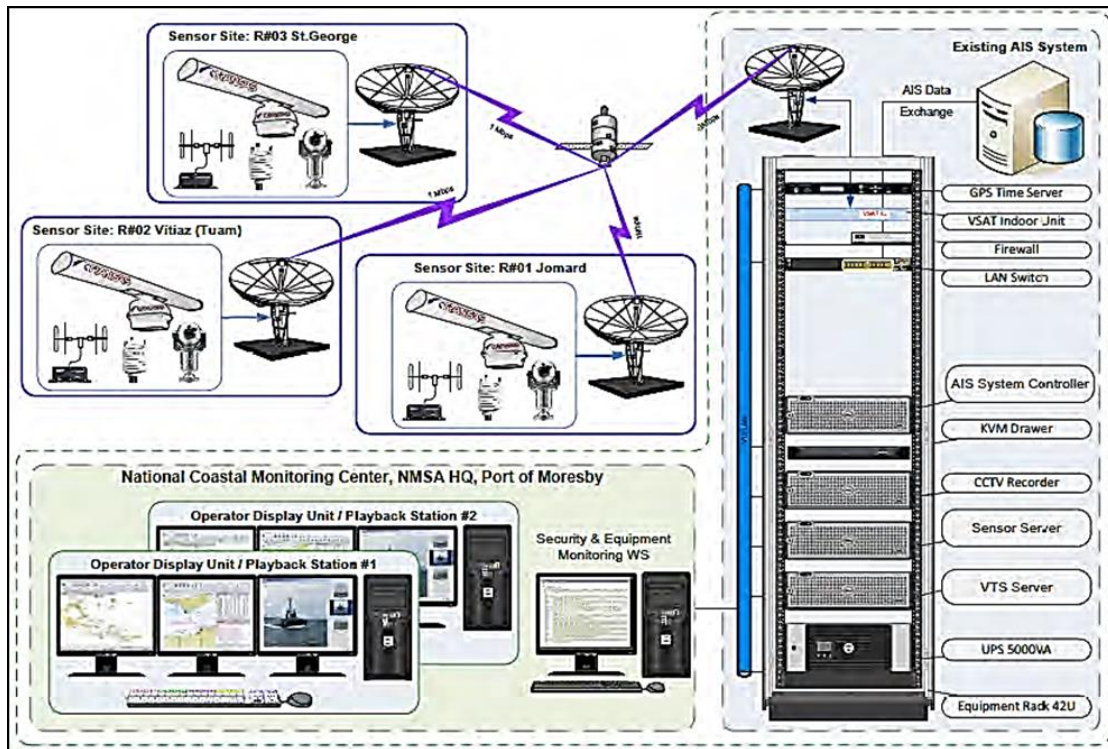 Sensor Site: R#03 St.George
1 Mbps
Existing AIS System
AIS Data
Exchange
GPS Time Server
VSAT Indoor Unit
Firewall
LAN Switch
Sensor Site: R#02 Vitiaz (Tuam)
1 Mbps
Sensor Site: R#01 Jomard
AIS System Controller
KVM Drawer
CCTV Recorder
Sensor Server
VTS Server
UPS 5000VA
Equipment Rack 42U
National Coastal Monitoring Center, NMSA HQ, Port of Moresby
Operator Display Unit / Playback Station #2
Operator Display Unit / Playback Station #1
Security & Equipment
Monitoring WS